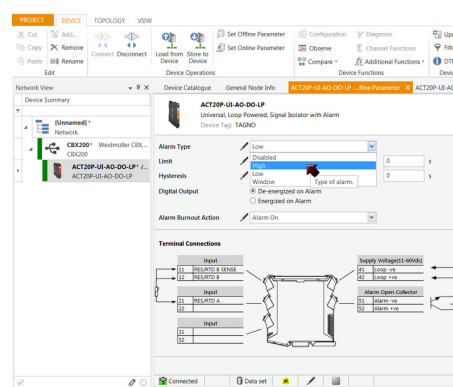 PROJECT DEVICE TOPOLOGY VIEW
Cut Add... Set Offline Parameter Configuration Diagnosis
Copy Remove Connect Disconnect Load from Store to Set Online Parameter Observe Channel Functions
Paste Rename Device Device Compare Additional Functions
Edit Device Operations Device Functions
Network View Device Catalogue General Node Info ACT20P-UI-AO-DO-LP -...ffline Parameter
Device Summary
ACT20P-UI-AO-DO-LP
Universal, Loop Powered, Signal Isolator with Alarm
Device Tag: TAGNO
[Unnamed]*
Network
CBX200* Weidmüller CBX,...
CBX200
ACT20P-UI-AO-DO-LP* /...
ACT20P-UI-AO-DO-LP
Alarm Type Low
Disabled
High
Low
Window
Type of alarm.
Limit 0 s
Hysteresis 0 s
Digital Output De-energized on Alarm
Energized on Alarm
Alarm Burnout Action Alarm On
Terminal Connections
Input Supply Voltage(11-60Vdc)
11 RES/RTD B SENSE 41 Loop -ve
12 RES/RTD B 42 Loop +ve
Input Alarm Open Collector
21 RES/RTD A 51 Alarm -ve
22 52 Alarm +ve
Input
31
32
Connected Data set